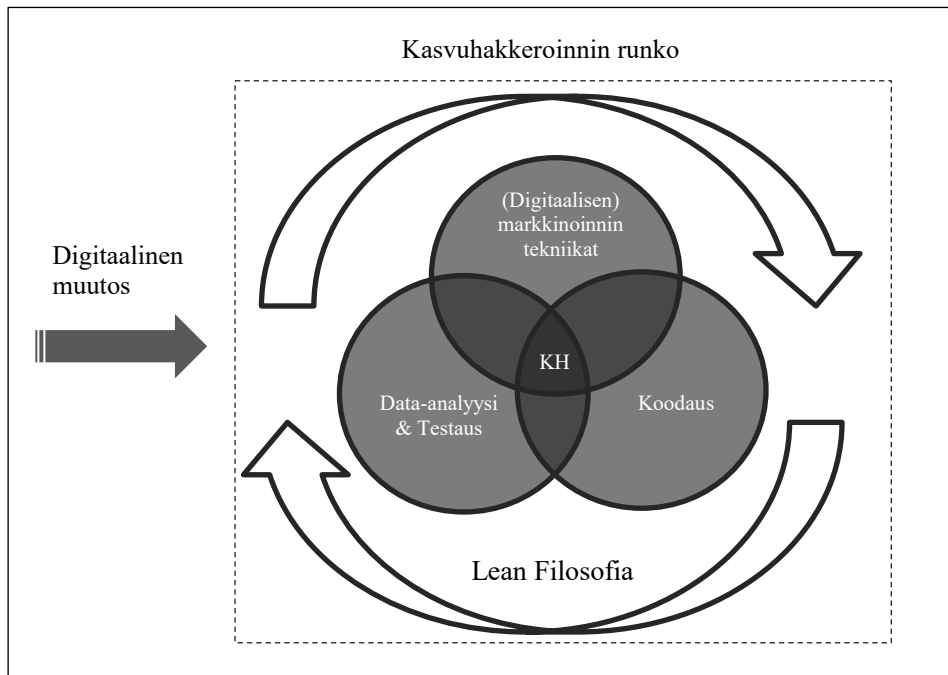 Kasvuhakkeroinnin runko
Digitaalinen
muutos
(Digitaalisen)
markkinoinnin
tekniikat
KH
Data-analyysi
& Testaus
Koodaus
Lean Filosofia